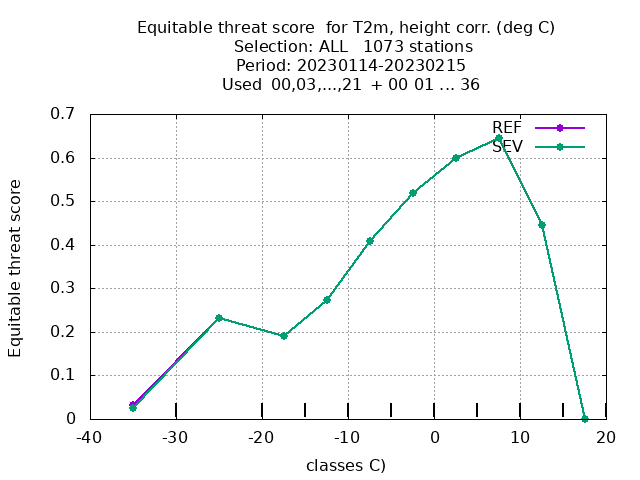 Equitable threat score  for T2m, height corr. (deg C)
Selection: ALL   1073 stations
Period: 20230114-20230215
Used  00,03,...,21  + 00 01 ... 36
REF
SEV
Equitable threat score
0.7
0.6
0.5
0.4
0.3
0.2
0.1
0
-40 -30 -20 -10 0 10 20
classes C)